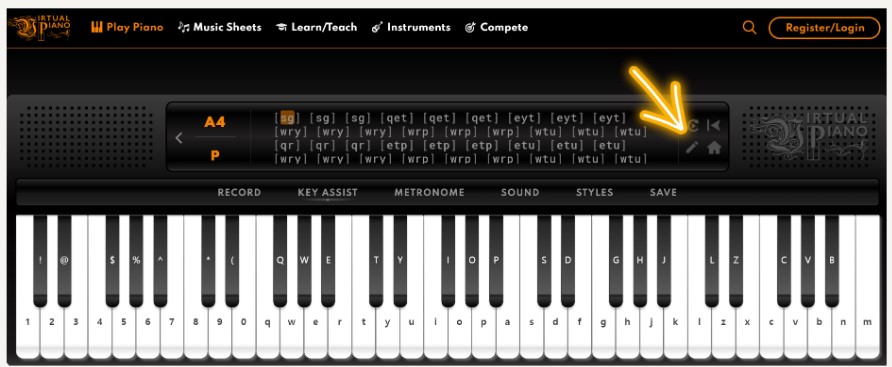 VIRTUAL PIANO Play Piano Music Sheets Learn/Teach Instruments Compete Register/Login
A4
P
[sg] [sg] [sg] [qet] [qet] [qet] [eyt] [eyt] [eyt]
[wry] [wry] [wry] [wrp] [wrp] [wrp] [wtu] [wtu] [wtu]
[qr] [qr] [qr] [etp] [etp] [etp] [etu] [etu] [etu]
[wry] [wry] [wry] [wrp] [wrp] [wrp] [wtu] [wtu] [wtu]
VIRTUAL PIANO
RECORD KEY ASSIST METRONOME SOUND STYLES SAVE
! @ $ % ^ * ( Q W E T Y I O P S D G H J L Z C V B
1 2 3 4 5 6 7 8 9 0 q w e r t y u i o p a s d f g h j k l z x c v b n m